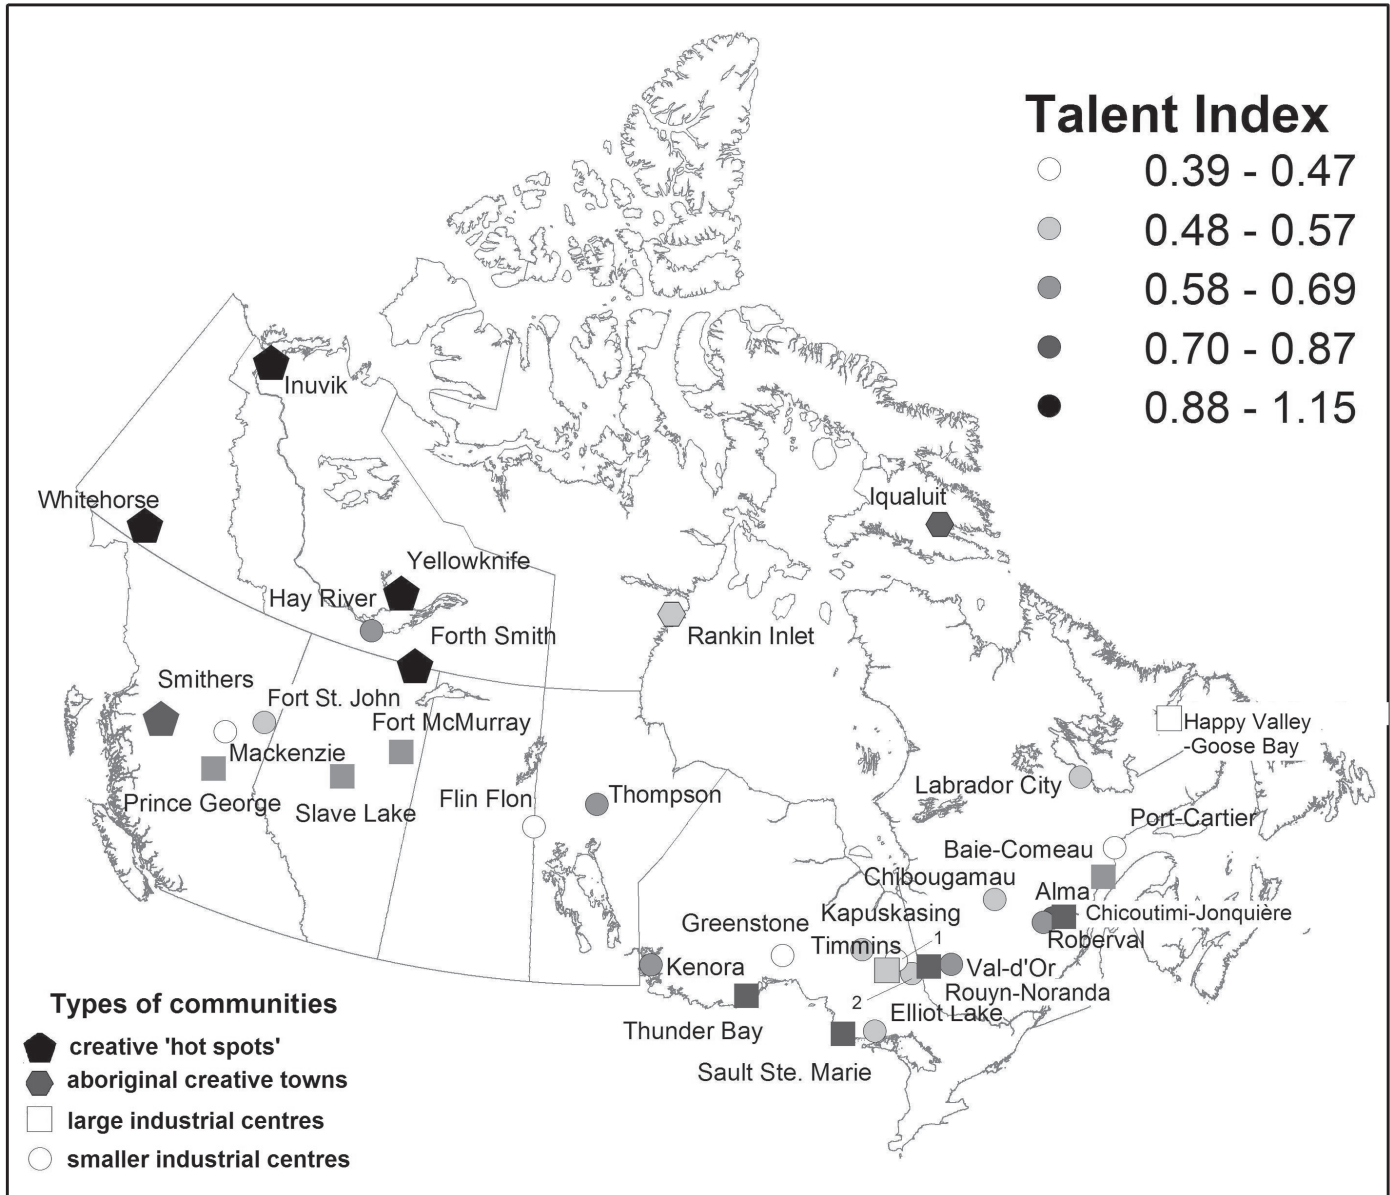 Talent Index
0.39 - 0.47
0.48 - 0.57
0.58 - 0.69
0.70 - 0.87
0.88 - 1.15
Inuvik
Whitehorse
Iqualuit
Yellowknife
Hay River
Forth Smith
Rankin Inlet
Smithers
Fort St. John
Fort McMurray
Happy Valley
-Goose Bay
Mackenzie
Labrador City
Prince George
Slave Lake
Flin Flon
Thompson
Port-Cartier
Baie-Comeau
Chibougamau
Alma
Chicoutimi-Jonquière
Kapuskasing
Greenstone
Roberval
Timmins
1
Kenora
Val-d'Or
Rouyn-Noranda
2
Elliot Lake
Thunder Bay
Sault Ste. Marie
Types of communities
creative 'hot spots'
aboriginal creative towns
large industrial centres
smaller industrial centres